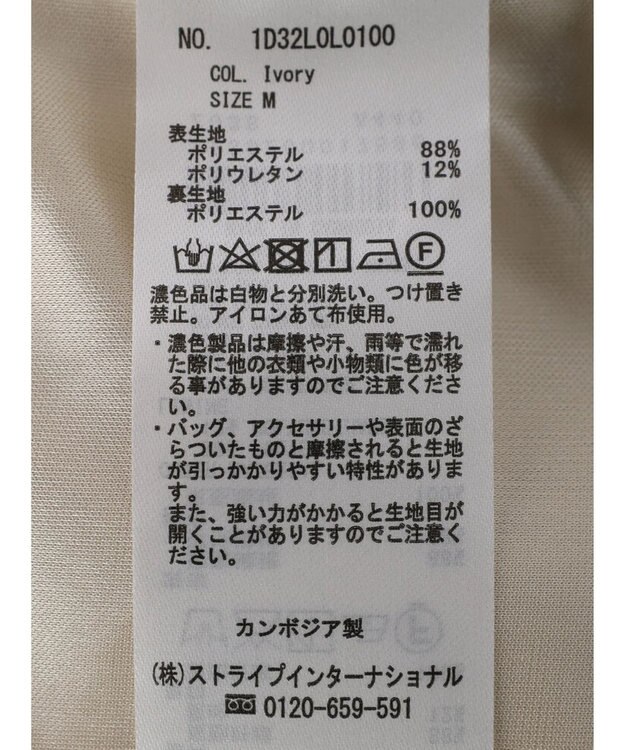 NO. 1D32L0L0100
COL. Ivory
SIZE M
表生地
ポリエステル 88%
ポリウレタン 12%
裏生地
ポリエステル 100%
F
濃色品は白物と分別洗い。つけ置き
禁止。アイロンあて布使用。
・濃色製品は摩擦や汗、雨等で濡れ
た際に他の衣類や小物類に色が移
る事がありますのでご注意くださ
い。
・バッグ、アクセサリーや表面のざ
らついたものと摩擦されると生地
が引っかかりやすい特性がありま
す。
また、強い力がかかると生地目が
開くことがありますのでご注意く
ださい。
カンボジア製
(株)ストライプインターナショナル
0120-659-591